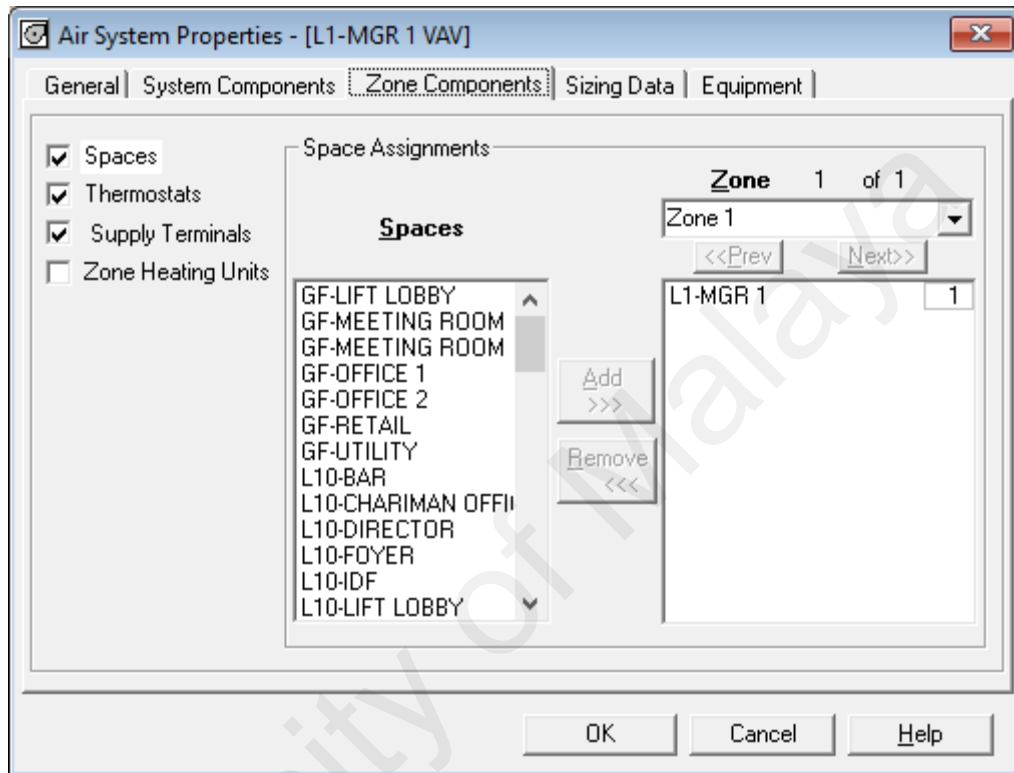 Air System Properties - [L1-MGR 1 VAV]
General System Components Zone Components Sizing Data Equipment
Spaces
Thermostats
Supply Terminals
Zone Heating Units
Space Assignments
Spaces
GF-LIFT LOBBY
GF-MEETING ROOM
GF-MEETING ROOM
GF-OFFICE 1
GF-OFFICE 2
GF-RETAIL
GF-UTILITY
L10-BAR
L10-CHARIMAN OFFI
L10-DIRECTOR
L10-FOYER
L10-IDF
L10-LIFT LOBBY
Add
>>>
Remove
<<<
Zone 1 of 1
Zone 1
<<Prev Next>>
L1-MGR 1 1
OK Cancel Help
ity of Malaya